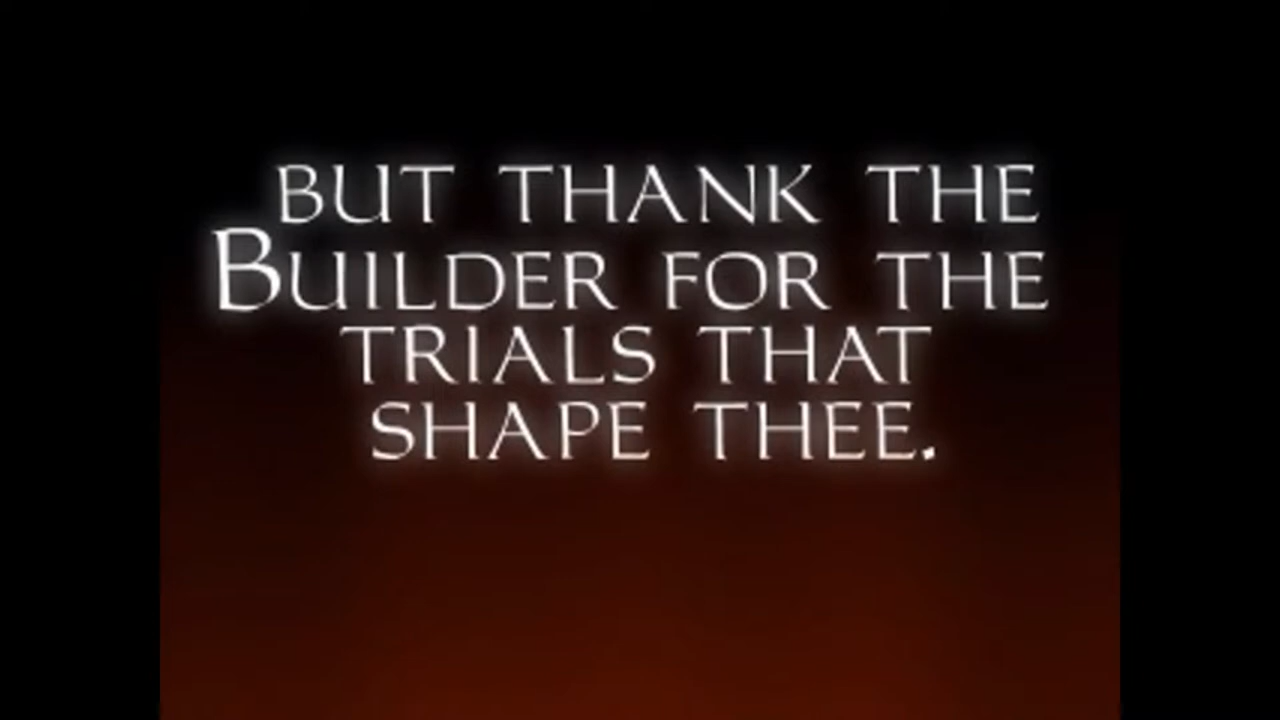 BUT THANK THE
BUILDER FOR THE
TRIALS THAT
SHAPE THEE.